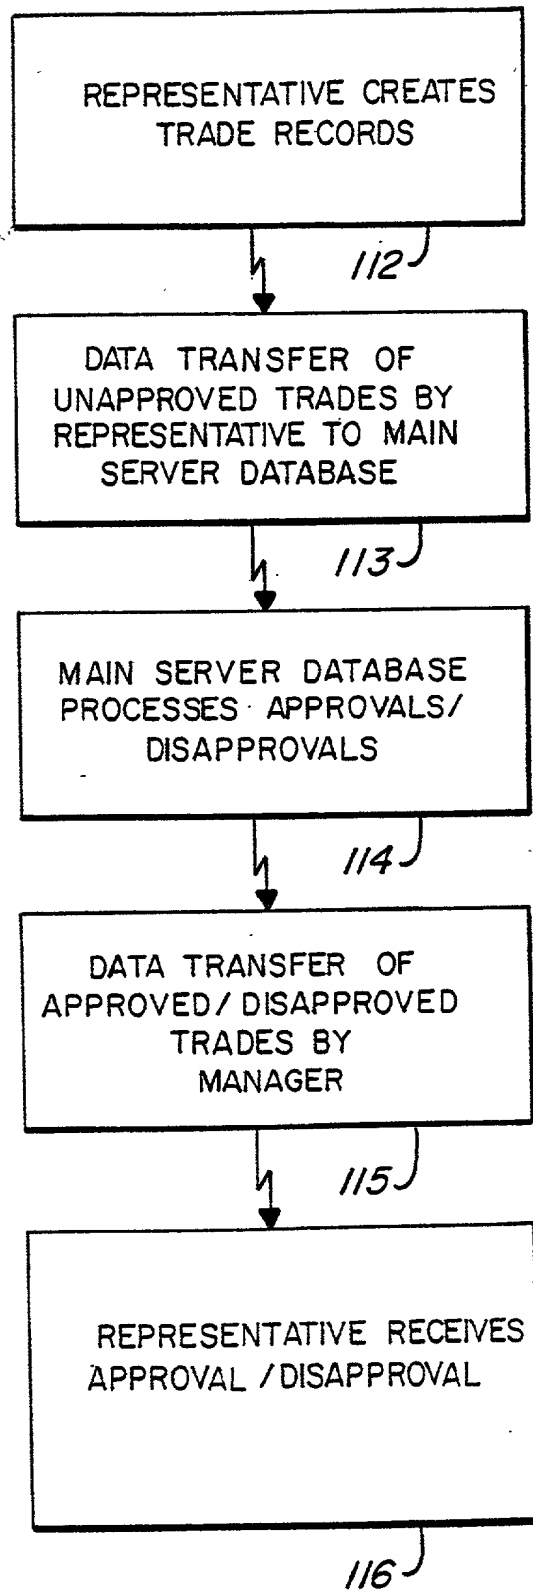 REPRESENTATIVE CREATES
TRADE RECORDS
112
DATA TRANSFER OF
UNAPPROVED TRADES BY
REPRESENTATIVE TO MAIN
SERVER DATABASE
113
MAIN SERVER DATABASE
PROCESSES APPROVALS/
DISAPPROVALS
114
DATA TRANSFER OF
APPROVED/DISAPPROVED
TRADES BY
MANAGER
115
REPRESENTATIVE RECEIVES
APPROVAL /DISAPPROVAL
116